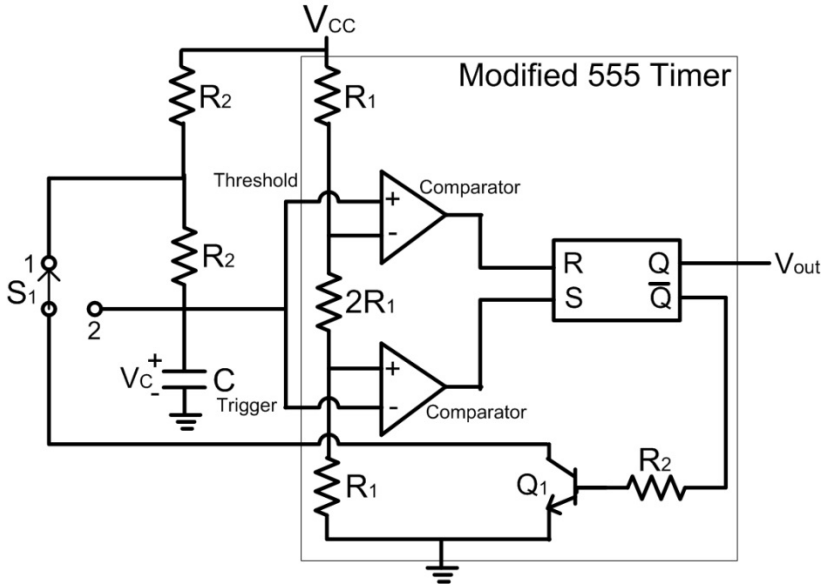 VCC
Modified 555 Timer
R2
R1
Threshold
Comparator
+
-
1
S1
2
R2
2R1
R
S
Q
Q
Vout
VC
+
-
C
Trigger
+
-
Comparator
R1
Q1
R2